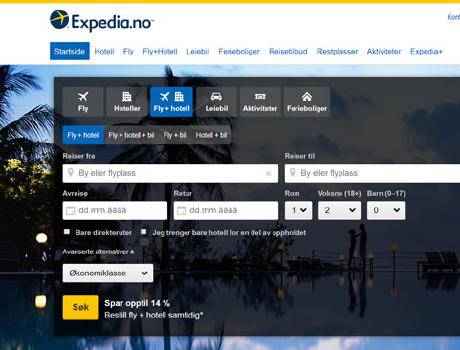 Expedia.no™
Startside Hotell Fly Fly+Hotell Leiebil Ferieboliger Reisetilbud Restplasser Aktiviteter Expedia+
Fly Hoteller Fly+ hotell Leiebil Aktiviteter Ferieboliger
Fly+ hotell Fly+ hotell + bil Fly + bil Hotell + bil
Reiser fra Reiser til
By eller flyplass By eller flyplass
Avreise Retur Rom Voksne (18+) Barn (0–17)
dd.mm.åååå dd.mm.åååå 1 2 0
Bare direkteruter Jeg trenger bare hotell for en del av oppholdet
Avanserte alternativer
Økonomiklasse
Søk Spar opptil 14 %
Bestill fly + hotell samtidig*